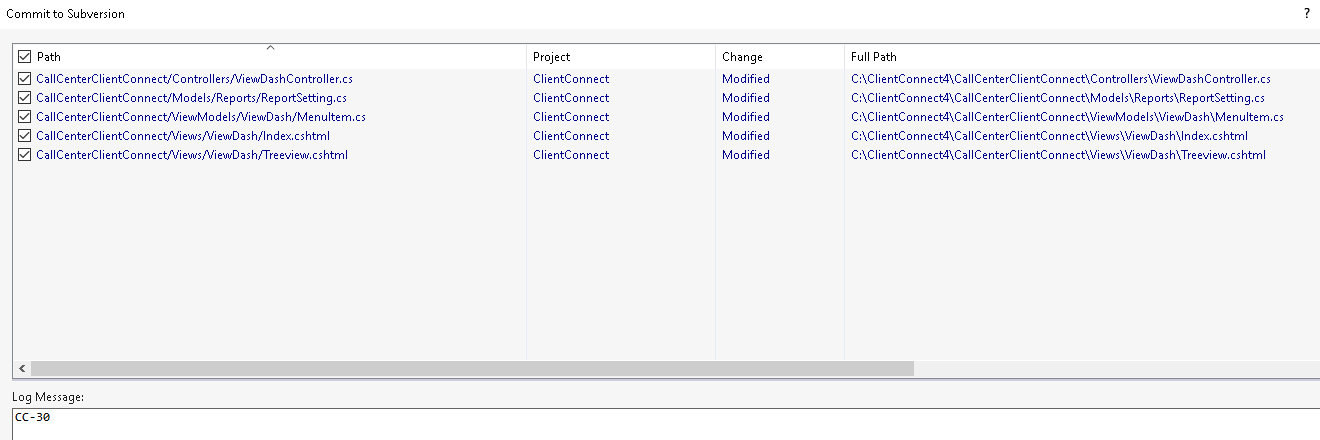 Commit to Subversion ?
Path Project Change Full Path
CallCenterClientConnect/Controllers/ViewDashController.cs ClientConnect Modified C:\ClientConnect4\CallCenterClientConnect\Controllers\ViewDashController.cs
CallCenterClientConnect/Models/Reports/ReportSetting.cs ClientConnect Modified C:\ClientConnect4\CallCenterClientConnect\Models\Reports\ReportSetting.cs
CallCenterClientConnect/ViewModels/ViewDash/MenuItem.cs ClientConnect Modified C:\ClientConnect4\CallCenterClientConnect\ViewModels\ViewDash\MenuItem.cs
CallCenterClientConnect/Views/ViewDash/Index.cshtml ClientConnect Modified C:\ClientConnect4\CallCenterClientConnect\Views\ViewDash\Index.cshtml
CallCenterClientConnect/Views/ViewDash/Treeview.cshtml ClientConnect Modified C:\ClientConnect4\CallCenterClientConnect\Views\ViewDash\Treeview.cshtml
Log Message:
CC-30